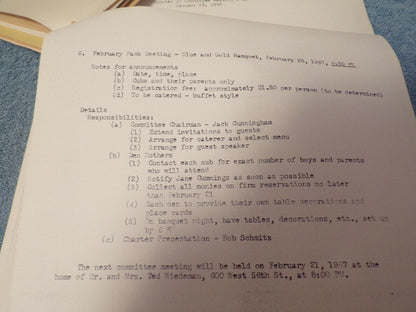 January 19, 1966
2. February Pack Meeting - Blue and Gold Banquet, February 26, 1967, 6:30 PM
Notes for announcements
(a) Date, time, place
(b) Cubs and their parents only
(c) Registration fee: approximately $1.50 per person (to be determined)
(d) To be catered - buffet style
Details
Responsibilities:
(a) Committee Chairman - Jack Cunningham
(1) Extend invitations to guests
(2) Arrange for caterer and select menu
(3) Arrange for guest speaker
(b) Den Mothers
(1) Contact each cub for exact number of boys and parents
who will attend
(2) Notify Jane Cummings as soon as possible
(3) Collect all monies on firm reservations no later
than February 21
(4) Each den to provide their own table decorations and
place cards
(5) On banquet night, have tables, decorations, etc., set up
by 6 P
(c) Charter Presentation - Bob Schmitz
The next committee meeting will be held on February 21, 1967 at the
home of Mr. and Mrs. Ted Wiedeman, 600 West 56th St., at 8:00 PM.